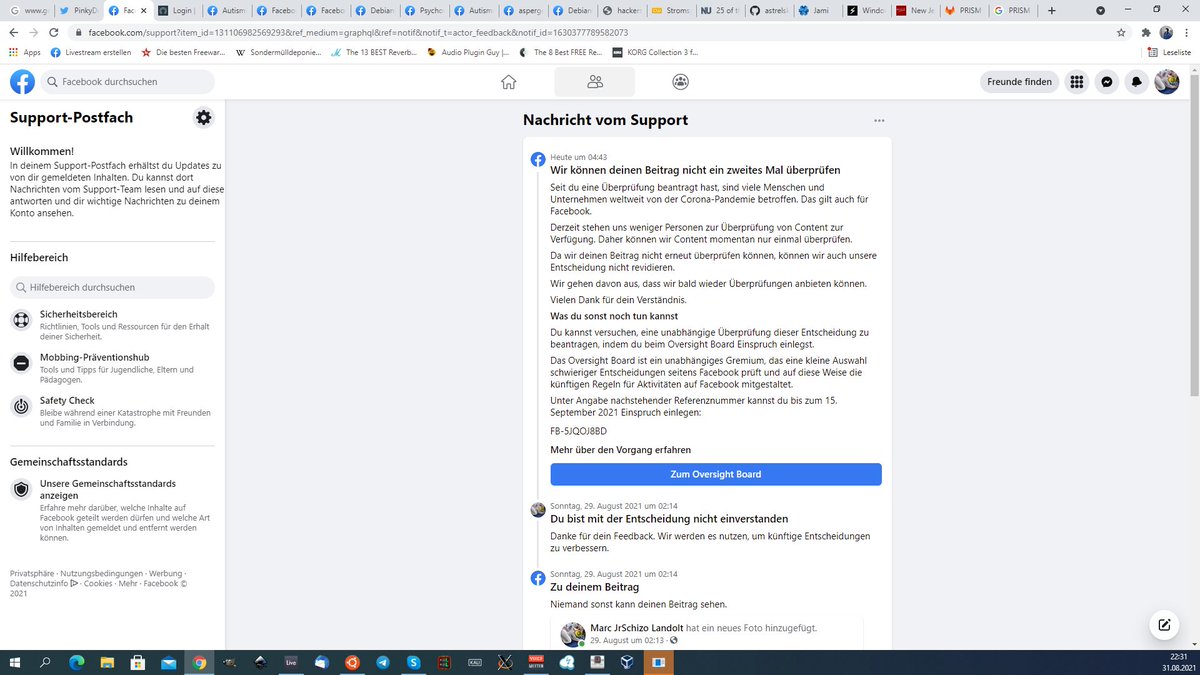 www.g
PinkyD
Fac
Login |
Autism
Facebo
Facebo
Debian
Psycho
Autism
asperge
Debian
hackers
Stroms
25 of t
astrelsk
Jami
Windo
New Je
PRISM
PRISM
facebook.com/support?item_id=131106982569293&ref_medium=graphql&ref=notif&notif_t=actor_feedback&notif_id=1630377789582073
Apps
Livestream erstellen
Die besten Freewar...
Sondermülldeponie...
The 13 BEST Reverb...
Audio Plugin Guy |...
The 8 Best FREE Re...
KORG Collection 3 f...
Leseliste
Facebook durchsuchen
Freunde finden
Support-Postfach
Willkommen!
In deinem Support-Postfach erhältst du Updates zu
von dir gemeldeten Inhalten. Du kannst dort
Nachrichten vom Support-Team lesen und auf diese
antworten und dir wichtige Nachrichten zu deinem
Konto ansehen.
Hilfebereich
Hilfebereich durchsuchen
Sicherheitsbereich
Richtlinien, Tools und Ressourcen für den Erhalt
deiner Sicherheit.
Mobbing-Präventionshub
Tools und Tipps für Jugendliche, Eltern und
Pädagogen.
Safety Check
Bleibe während einer Katastrophe mit Freunden
und Familie in Verbindung.
Gemeinschaftsstandards
Unsere Gemeinschaftsstandards
anzeigen
Erfahre mehr darüber, welche Inhalte auf
Facebook geteilt werden dürfen und welche Art
von Inhalten gemeldet und entfernt werden
können.
Privatsphäre · Nutzungsbedingungen · Werbung ·
Datenschutzinfo · Cookies · Mehr · Facebook ©
2021
Nachricht vom Support
Heute um 04:43
Wir können deinen Beitrag nicht ein zweites Mal überprüfen
Seit du eine Überprüfung beantragt hast, sind viele Menschen und
Unternehmen weltweit von der Corona-Pandemie betroffen. Das gilt auch für
Facebook.
Derzeit stehen uns weniger Personen zur Überprüfung von Content zur
Verfügung. Daher können wir Content momentan nur einmal überprüfen.
Da wir deinen Beitrag nicht erneut überprüfen können, können wir auch unsere
Entscheidung nicht revidieren.
Wir gehen davon aus, dass wir bald wieder Überprüfungen anbieten können.
Vielen Dank für dein Verständnis.
Was du sonst noch tun kannst
Du kannst versuchen, eine unabhängige Überprüfung dieser Entscheidung zu
beantragen, indem du beim Oversight Board Einspruch einlegst.
Das Oversight Board ist ein unabhängiges Gremium, das eine kleine Auswahl
schwieriger Entscheidungen seitens Facebook prüft und auf diese Weise die
künftigen Regeln für Aktivitäten auf Facebook mitgestaltet.
Unter Angabe nachstehender Referenznummer kannst du bis zum 15.
September 2021 Einspruch einlegen:
FB-5JQOJ8BD
Mehr über den Vorgang erfahren
Zum Oversight Board
Sonntag, 29. August 2021 um 02:14
Du bist mit der Entscheidung nicht einverstanden
Danke für dein Feedback. Wir werden es nutzen, um künftige Entscheidungen
zu verbessern.
Sonntag, 29. August 2021 um 02:14
Zu deinem Beitrag
Niemand sonst kann deinen Beitrag sehen.
Marc JrSchizo Landolt hat ein neues Foto hinzugefügt.
29. August um 02:13 ·
22:31
31.08.2021